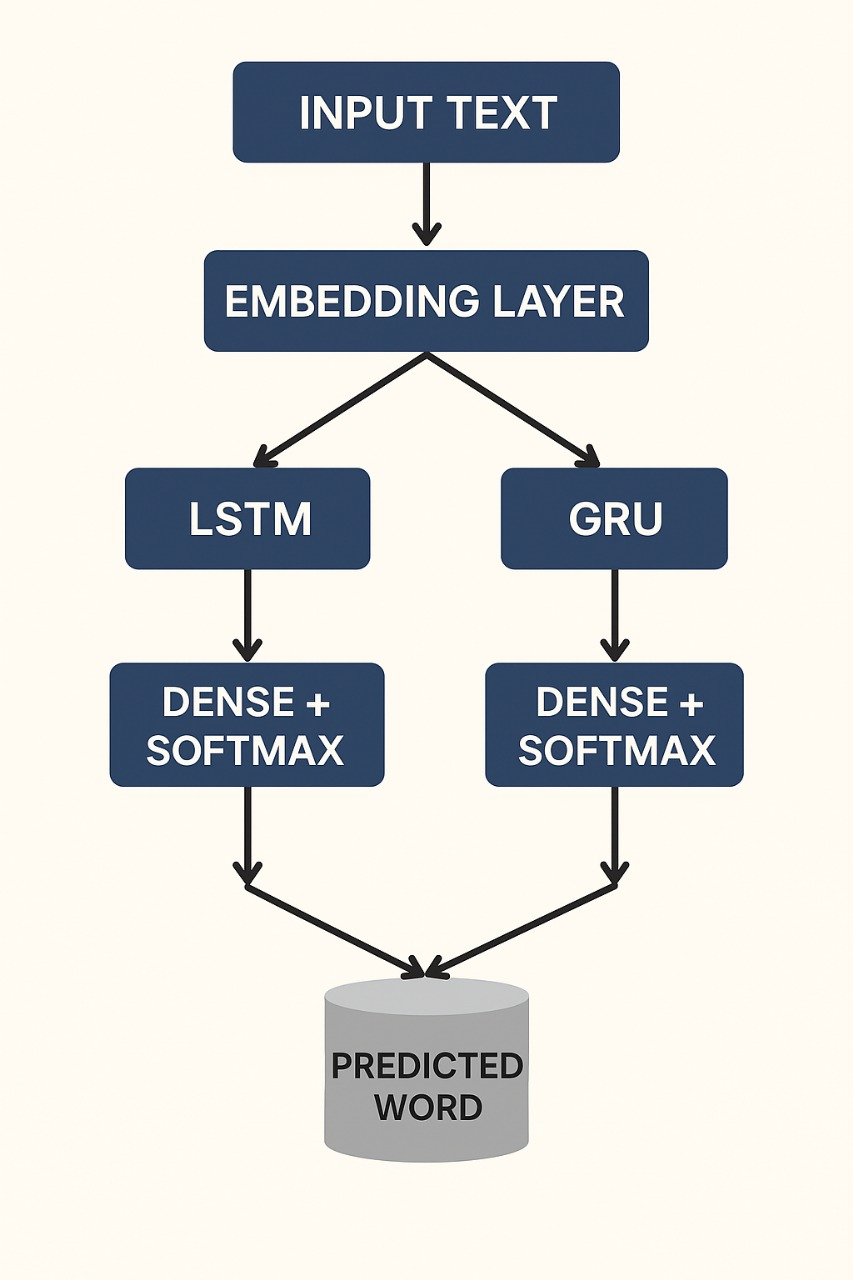 INPUT TEXT
EMBEDDING LAYER
LSTM
GRU
DENSE +
SOFTMAX
DENSE +
SOFTMAX
PREDICTED
WORD